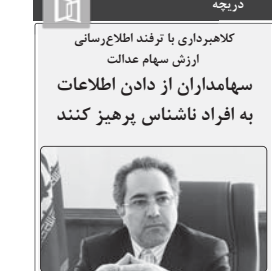 دریچه
کلاهبرداری با ترفند اطلاع‌رسانی
ارزش سهام عدالت
سهامداران از دادن اطلاعات
به افراد ناشناس پرهیز کنند